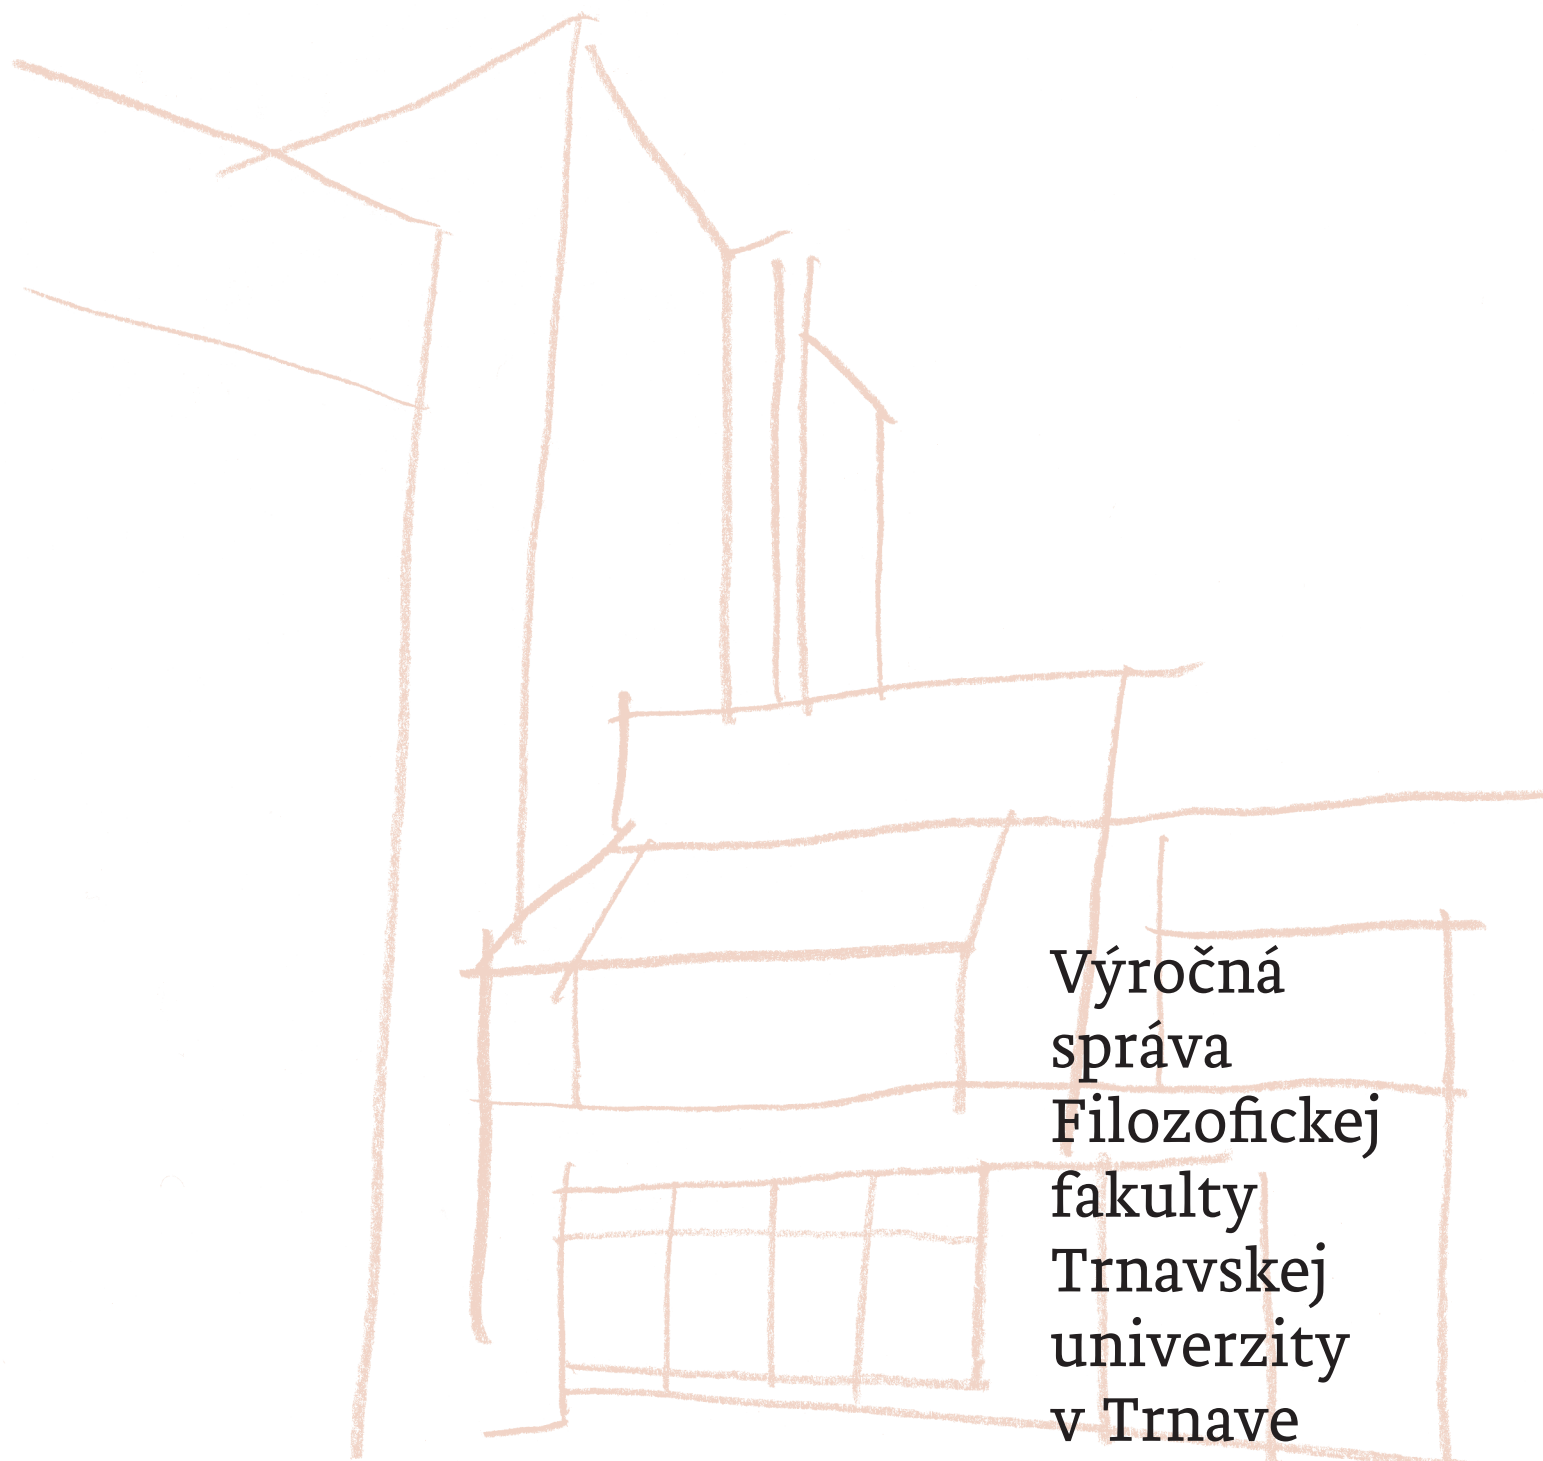 Výročná
správa
Filozofickej
fakulty
Trnavskej
univerzity
v Trnave